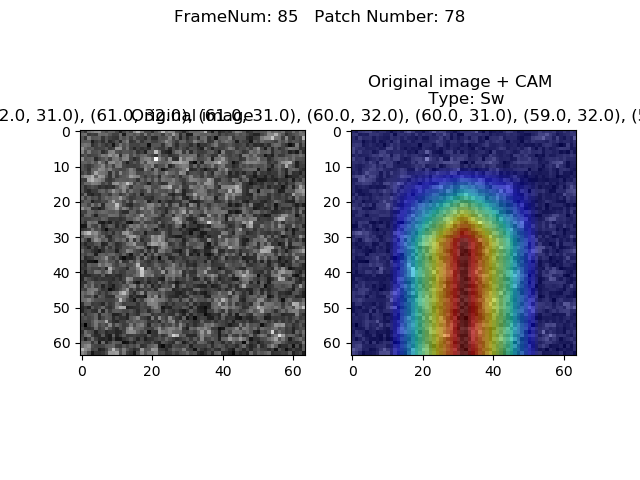 FrameNum: 85   Patch Number: 78
Original image + CAM
Type: Sw
2.0, 31.0), (61.0, 32.0), (61.0, 31.0), (60.0, 32.0), (60.0, 31.0), (59.0, 32.0), (5
Original image
0
10
20
30
40
50
60
0 20 40 60
0
10
20
30
40
50
60
0 20 40 60